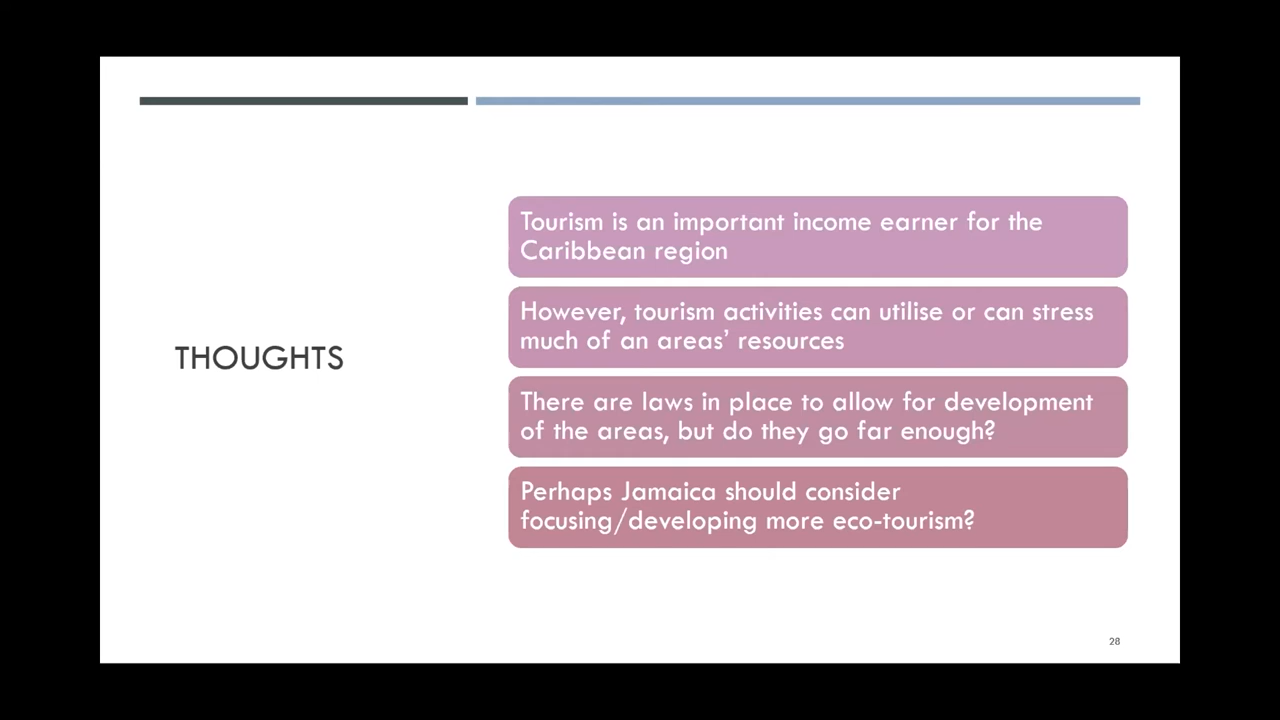 THOUGHTS
Tourism is an important income earner for the
Caribbean region
However, tourism activities can utilise or can stress
much of an areas’ resources
There are laws in place to allow for development
of the areas, but do they go far enough?
Perhaps Jamaica should consider
focusing/developing more eco-tourism?
28